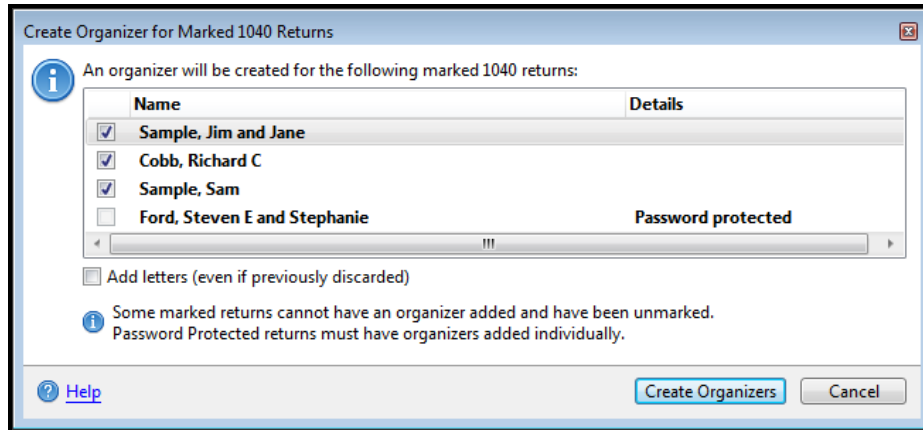 Create Organizer for Marked 1040 Returns
An organizer will be created for the following marked 1040 returns:
Name Details
Sample, Jim and Jane
Cobb, Richard C
Sample, Sam
Ford, Steven E and Stephanie Password protected
Add letters (even if previously discarded)
Some marked returns cannot have an organizer added and have been unmarked.
Password Protected returns must have organizers added individually.
Help Create Organizers Cancel